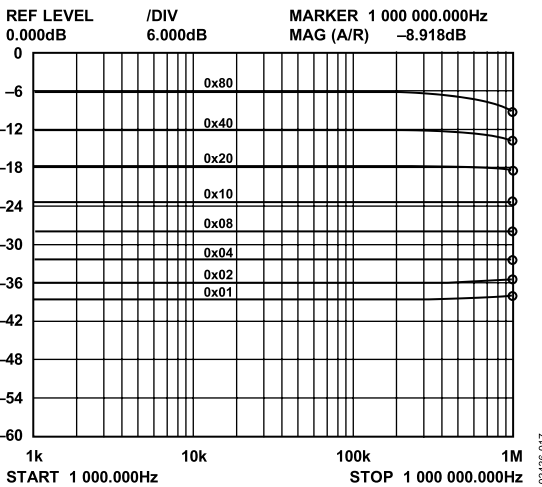 REF LEVEL /DIV MARKER 1 000 000.000Hz
0.000dB 6.000dB MAG (A/R) –8.918dB
0
–6
–12
–18
–24
–30
–36
–42
–48
–54
–60
0x80
0x40
0x20
0x10
0x08
0x04
0x02
0x01
1k 10k 100k 1M
START 1 000.000Hz STOP 1 000 000.000Hz